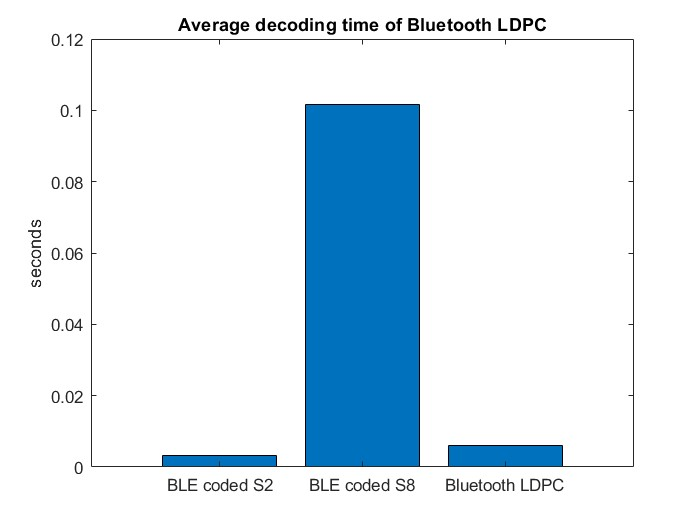 Average decoding time of Bluetooth LDPC
0.12
0.1
0.08
0.06
0.04
0.02
0
seconds
BLE coded S2
BLE coded S8
Bluetooth LDPC